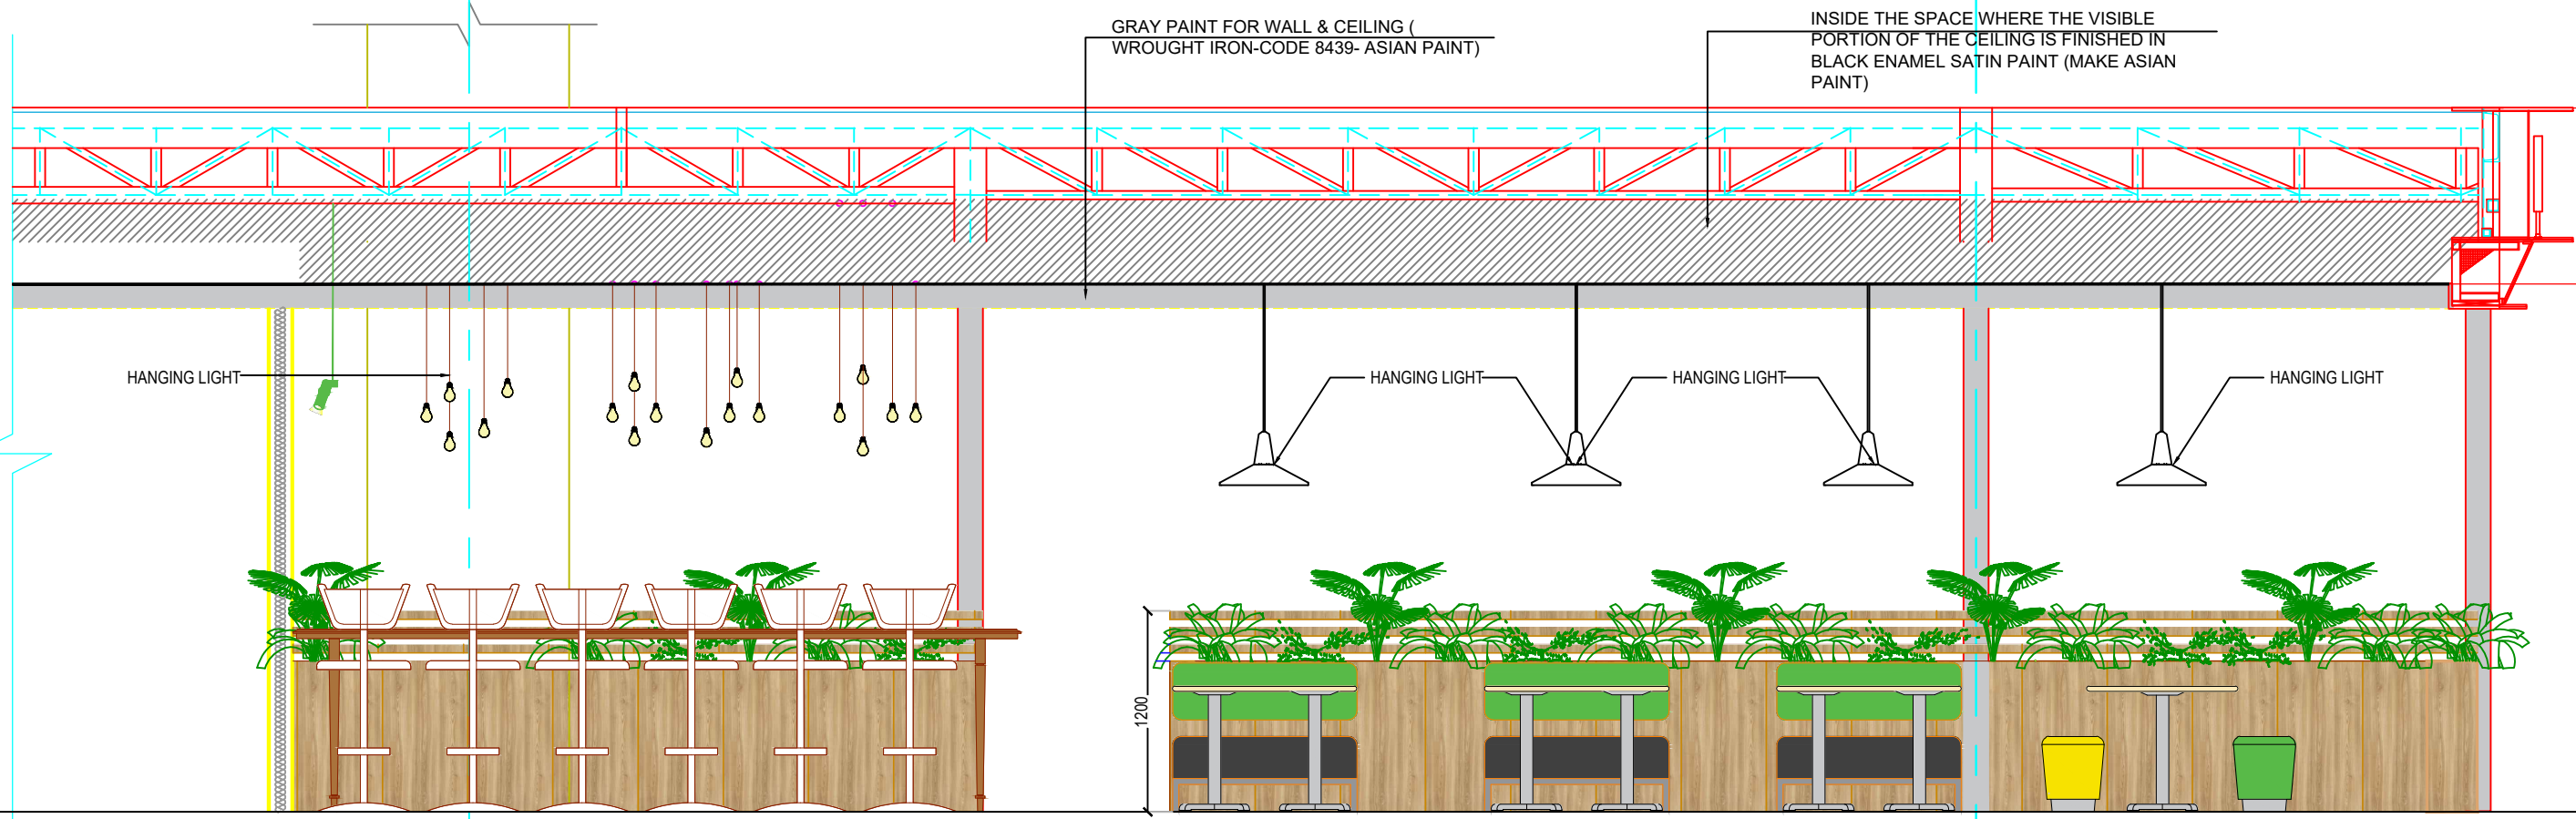 GRAY PAINT FOR WALL & CEILING (
WROUGHT IRON-CODE 8439- ASIAN PAINT)
INSIDE THE SPACE WHERE THE VISIBLE
PORTION OF THE CEILING IS FINISHED IN
BLACK ENAMEL SATIN PAINT (MAKE ASIAN
PAINT)
HANGING LIGHT
HANGING LIGHT
HANGING LIGHT
HANGING LIGHT
1200